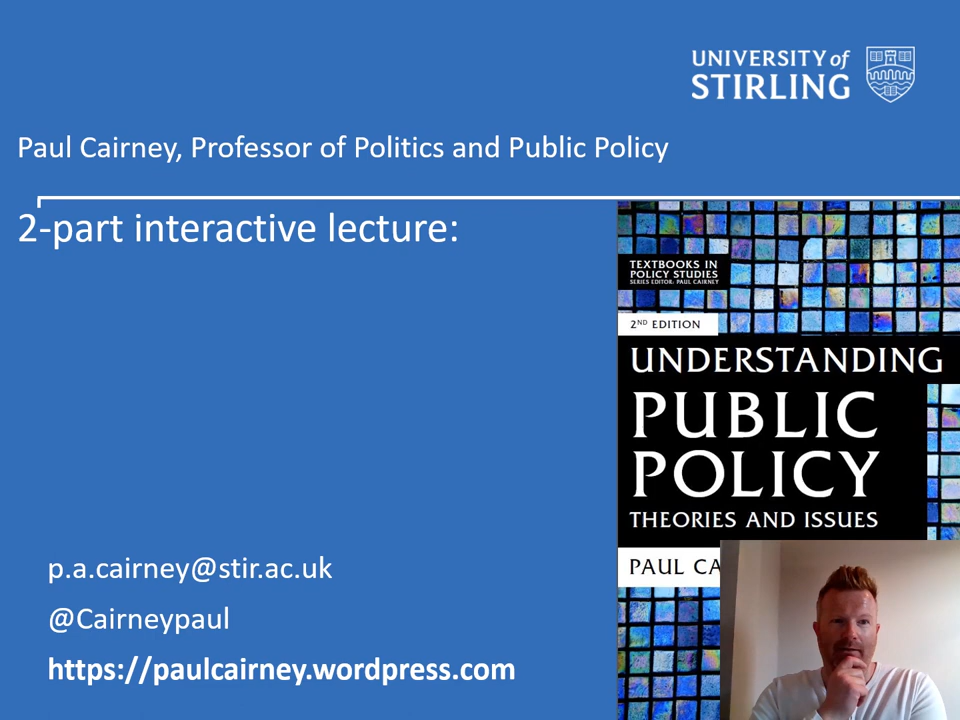 UNIVERSITY of
STIRLING
Paul Cairney, Professor of Politics and Public Policy
2-part interactive lecture:
TEXTBOOKS IN
POLICY STUDIES
SERIES EDITOR: PAUL CAIRNEY
2ND EDITION
UNDERSTANDING
PUBLIC
POLICY
THEORIES AND ISSUES
PAUL CA
p.a.cairney@stir.ac.uk
@Cairneypaul
https://paulcairney.wordpress.com